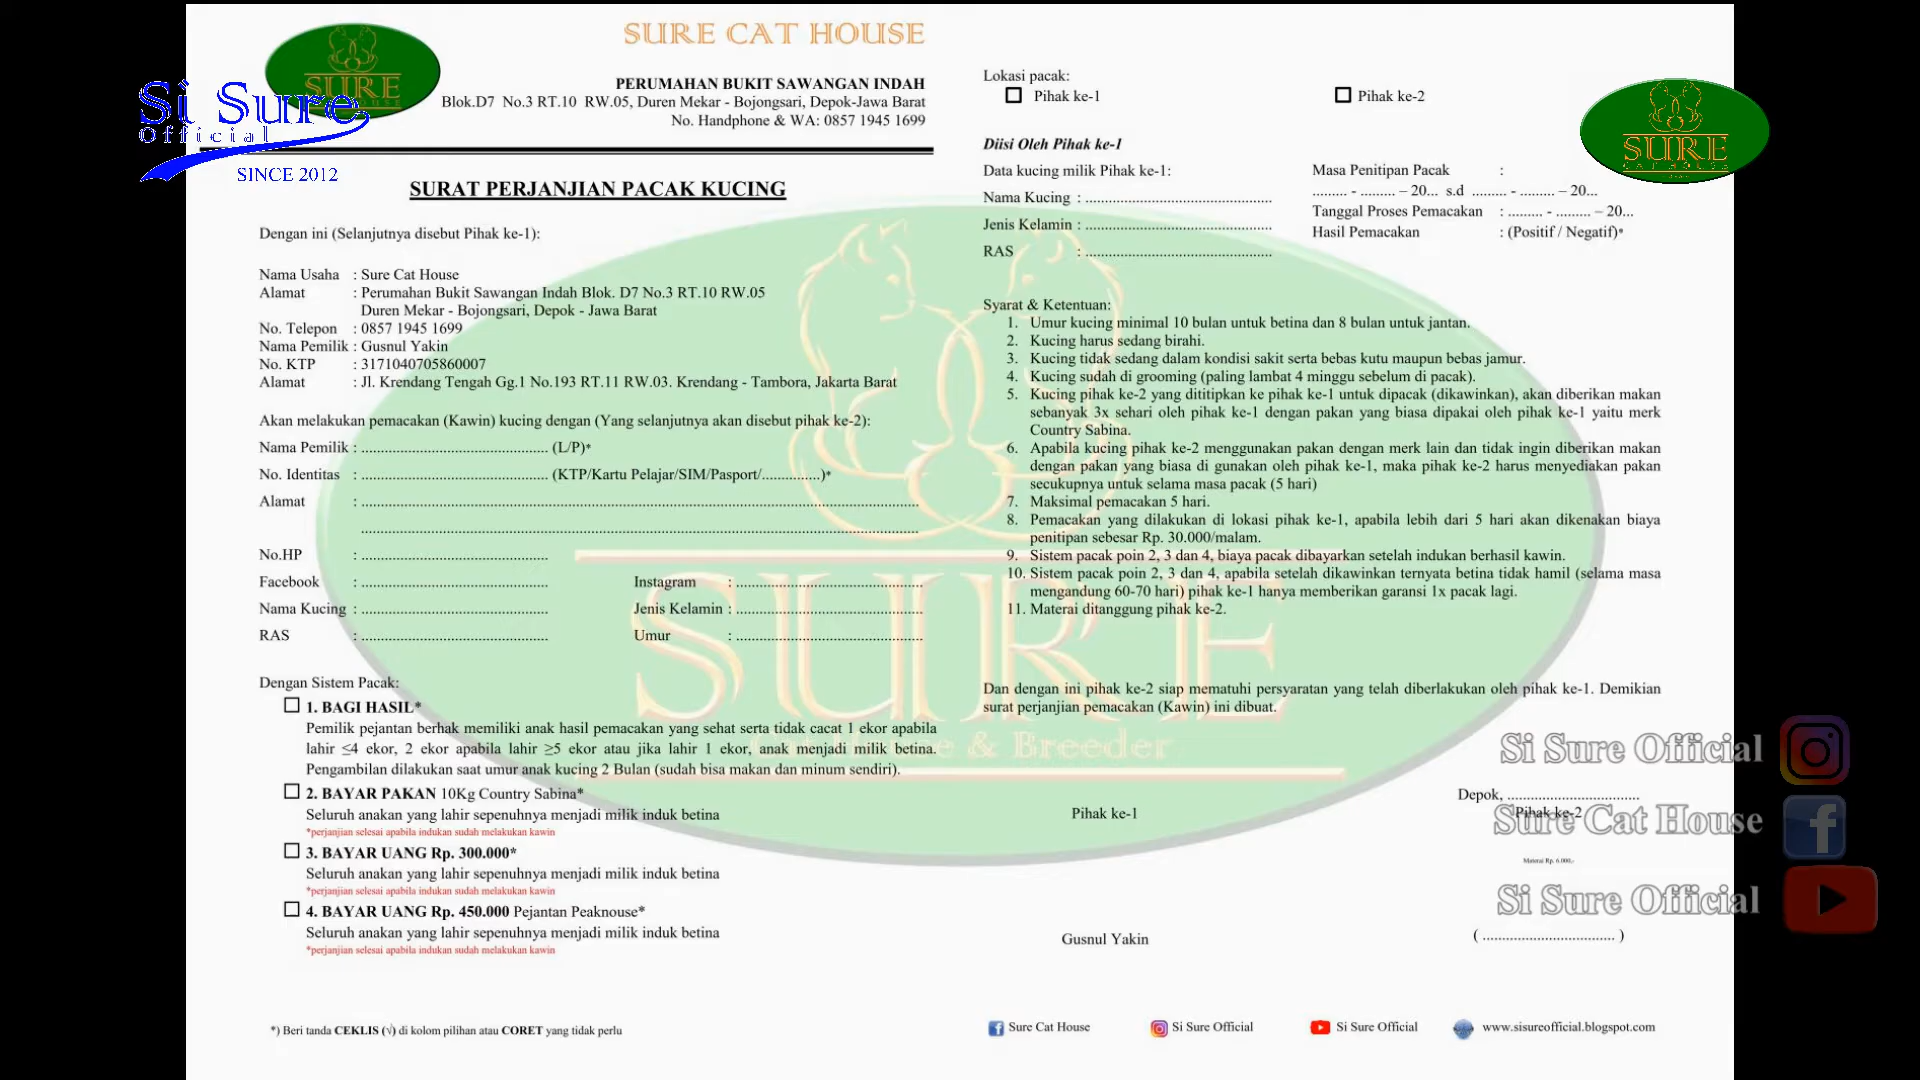 SURE CAT HOUSE
SURE
Si Sure
Official
SINCE 2012
PERUMAHAN BUKIT SAWANGAN INDAH
Blok.D7 No.3 RT.10 RW.05, Duren Mekar - Bojongsari, Depok-Jawa Barat
No. Handphone & WA: 0857 1945 1699
SURAT PERJANJIAN PACAK KUCING
Dengan ini (Selanjutnya disebut Pihak ke-1):
Nama Usaha : Sure Cat House
Alamat : Perumahan Bukit Sawangan Indah Blok. D7 No.3 RT.10 RW.05
Duren Mekar - Bojongsari, Depok - Jawa Barat
No. Telepon : 0857 1945 1699
Nama Pemilik : Gusnul Yakin
No. KTP : 3171040705860007
Alamat : Jl. Krendang Tengah Gg.1 No.193 RT.11 RW.03. Krendang - Tambora, Jakarta Barat
Akan melakukan pemacakan (Kawin) kucing dengan (Yang selanjutnya akan disebut pihak ke-2):
Nama Pemilik : ................................................ (L/P)*
No. Identitas : ................................................ (KTP/Kartu Pelajar/SIM/Pasport/...............)*
Alamat : ................................................
................................................
No.HP : ................................................
Facebook : ................................................ Instagram : ................................................
Nama Kucing : ................................................ Jenis Kelamin : ................................................
RAS : ................................................ Umur : ................................................
Dengan Sistem Pacak:
1. BAGI HASIL*
Pemilik pejantan berhak memiliki anak hasil pemacakan yang sehat serta tidak cacat 1 ekor apabila
lahir ≤4 ekor, 2 ekor apabila lahir ≥5 ekor atau jika lahir 1 ekor, anak menjadi milik betina.
Pengambilan dilakukan saat umur anak kucing 2 Bulan (sudah bisa makan dan minum sendiri).
2. BAYAR PAKAN 10Kg Country Sabina*
Seluruh anakan yang lahir sepenuhnya menjadi milik induk betina
*perjanjian selesai apabila indukan sudah melakukan kawin
3. BAYAR UANG Rp. 300.000*
Seluruh anakan yang lahir sepenuhnya menjadi milik induk betina
*perjanjian selesai apabila indukan sudah melakukan kawin
4. BAYAR UANG Rp. 450.000 Pejantan Peaknouse*
Seluruh anakan yang lahir sepenuhnya menjadi milik induk betina
*perjanjian selesai apabila indukan sudah melakukan kawin
*) Beri tanda CEKLIS (√) di kolom pilihan atau CORET yang tidak perlu
Lokasi pacak:
Pihak ke-1 Pihak ke-2
SURE
CAT HOUSE
Diisi Oleh Pihak ke-1
Data kucing milik Pihak ke-1:
Nama Kucing : ................................................
Jenis Kelamin : ................................................
RAS : ................................................
Masa Penitipan Pacak :
......... - ......... – 20... s.d ......... - ......... – 20...
Tanggal Proses Pemacakan : ......... - ......... – 20...
Hasil Pemacakan : (Positif / Negatif)*
Syarat & Ketentuan:
1. Umur kucing minimal 10 bulan untuk betina dan 8 bulan untuk jantan.
2. Kucing harus sedang birahi.
3. Kucing tidak sedang dalam kondisi sakit serta bebas kutu maupun bebas jamur.
4. Kucing sudah di grooming (paling lambat 4 minggu sebelum di pacak).
5. Kucing pihak ke-2 yang dititipkan ke pihak ke-1 untuk dipacak (dikawinkan), akan diberikan makan
sebanyak 3x sehari oleh pihak ke-1 dengan pakan yang biasa dipakai oleh pihak ke-1 yaitu merk
Country Sabina.
6. Apabila kucing pihak ke-2 menggunakan pakan dengan merk lain dan tidak ingin diberikan makan
dengan pakan yang biasa di gunakan oleh pihak ke-1, maka pihak ke-2 harus menyediakan pakan
secukupnya untuk selama masa pacak (5 hari)
7. Maksimal pemacakan 5 hari.
8. Pemacakan yang dilakukan di lokasi pihak ke-1, apabila lebih dari 5 hari akan dikenakan biaya
penitipan sebesar Rp. 30.000/malam.
9. Sistem pacak poin 2, 3 dan 4, biaya pacak dibayarkan setelah indukan berhasil kawin.
10. Sistem pacak poin 2, 3 dan 4, apabila setelah dikawinkan ternyata betina tidak hamil (selama masa
mengandung 60-70 hari) pihak ke-1 hanya memberikan garansi 1x pacak lagi.
11. Materai ditanggung pihak ke-2.
SURE
Cat House & Breeder
Dan dengan ini pihak ke-2 siap mematuhi persyaratan yang telah diberlakukan oleh pihak ke-1. Demikian
surat perjanjian pemacakan (Kawin) ini dibuat.
Si Sure Official
Depok, ..................................
Pihak ke-1 Pihak ke-2
Sure Cat House
Materai Rp. 6.000,-
Si Sure Official
Gusnul Yakin ( .................................. )
Sure Cat House Si Sure Official Si Sure Official www.sisureofficial.blogspot.com